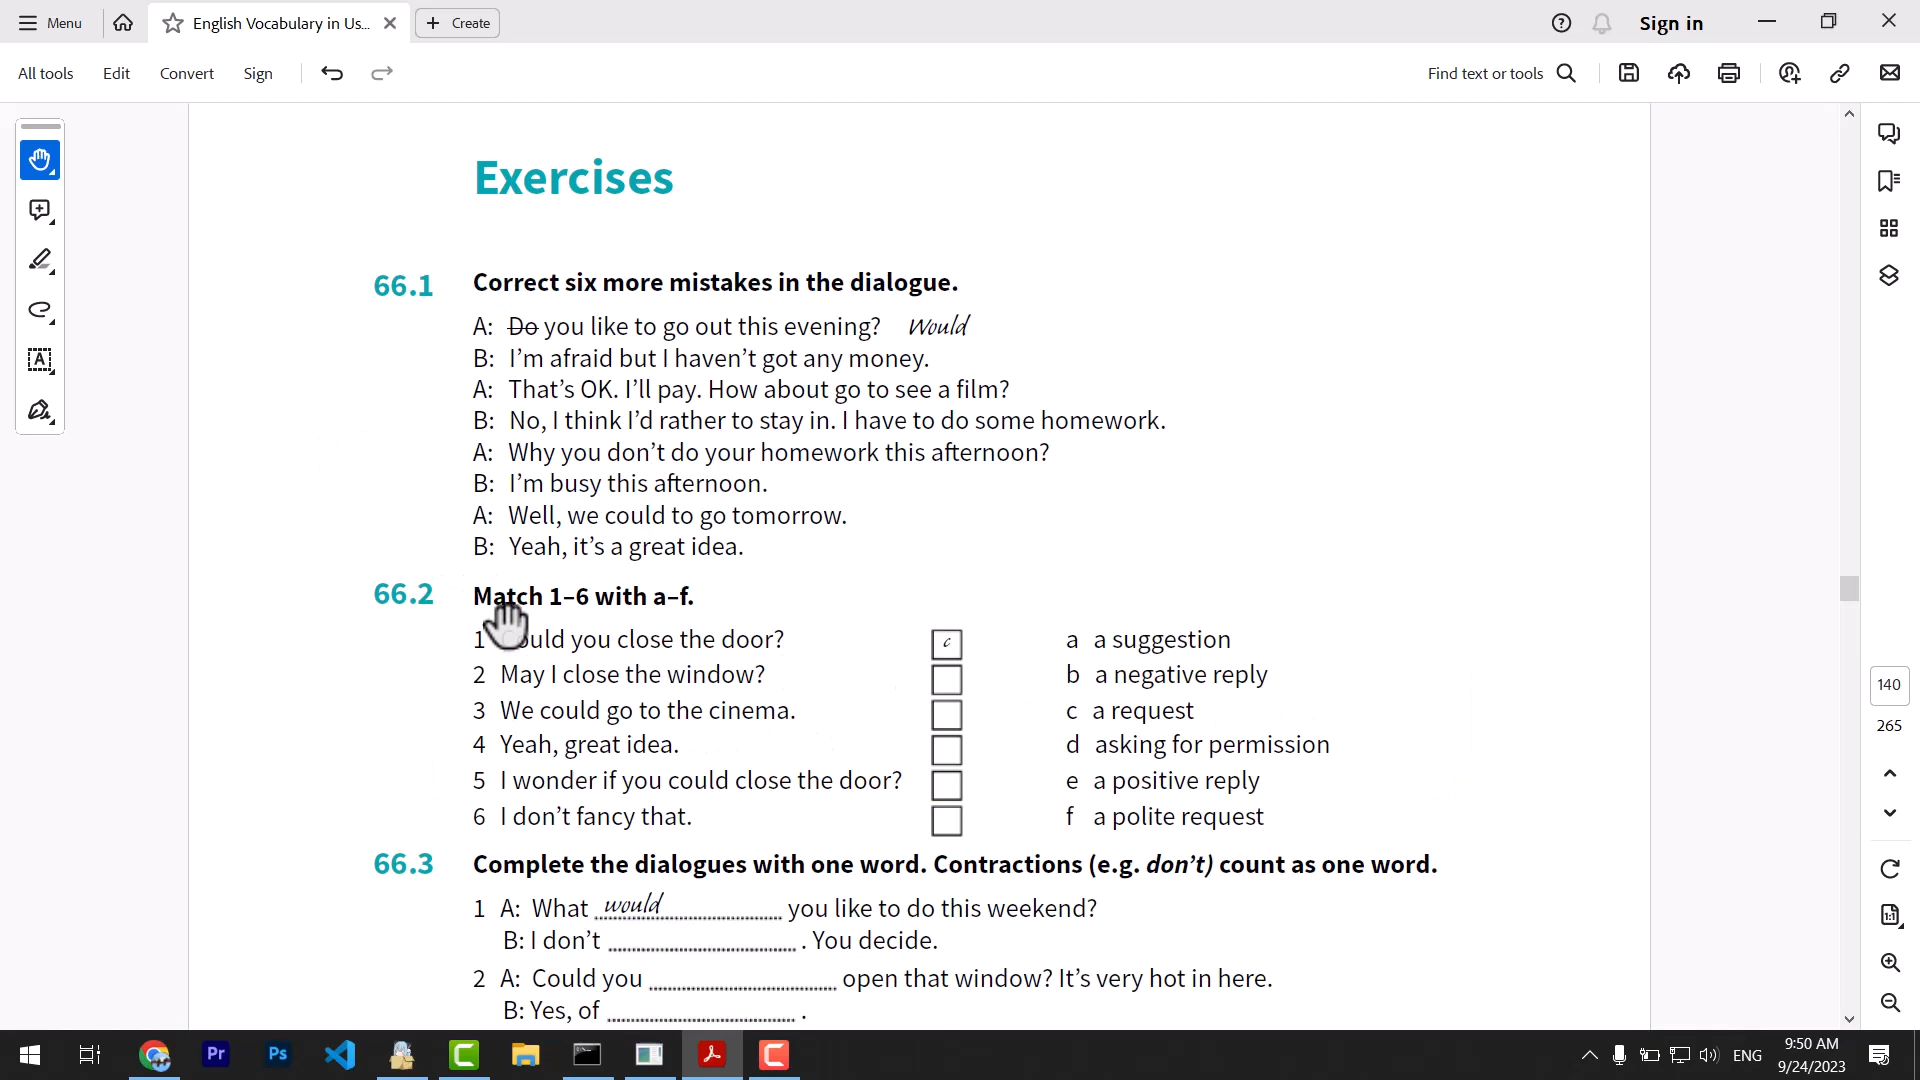 Menu
English Vocabulary in Us...
Create
Sign in
All tools
Edit
Convert
Sign
Find text or tools
Exercises
66.1 Correct six more mistakes in the dialogue.
A: Do you like to go out this evening? Would
B: I'm afraid but I haven't got any money.
A: That's OK. I'll pay. How about go to see a film?
B: No, I think I'd rather to stay in. I have to do some homework.
A: Why you don't do your homework this afternoon?
B: I'm busy this afternoon.
A: Well, we could to go tomorrow.
B: Yeah, it's a great idea.
66.2 Match 1–6 with a–f.
1 ould you close the door? c a a suggestion
2 May I close the window? b a negative reply
3 We could go to the cinema. c a request
4 Yeah, great idea. d asking for permission
5 I wonder if you could close the door? e a positive reply
6 I don't fancy that. f a polite request
140
265
66.3 Complete the dialogues with one word. Contractions (e.g. don't) count as one word.
1 A: What would you like to do this weekend?
B: I don't . You decide.
2 A: Could you open that window? It's very hot in here.
B: Yes, of .
ENG
9:50 AM
9/24/2023